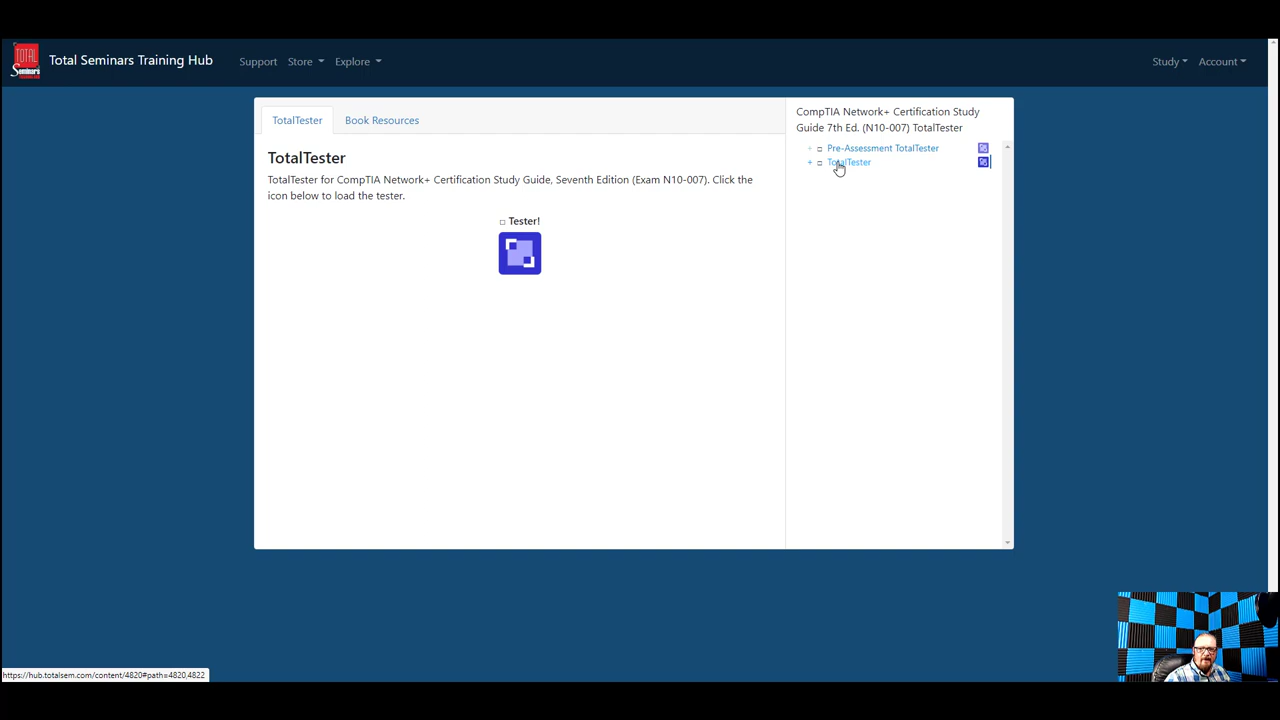 TOTAL
Seminars
Total Seminars Training Hub
Support
Store
Explore
Study
Account
TotalTester
Book Resources
TotalTester
TotalTester for CompTIA Network+ Certification Study Guide, Seventh Edition (Exam N10-007). Click the
icon below to load the tester.
Tester!
CompTIA Network+ Certification Study
Guide 7th Ed. (N10-007) TotalTester
+ Pre-Assessment TotalTester
+ TotalTester
https://hub.totalsem.com/content/4820#path=4820,4822